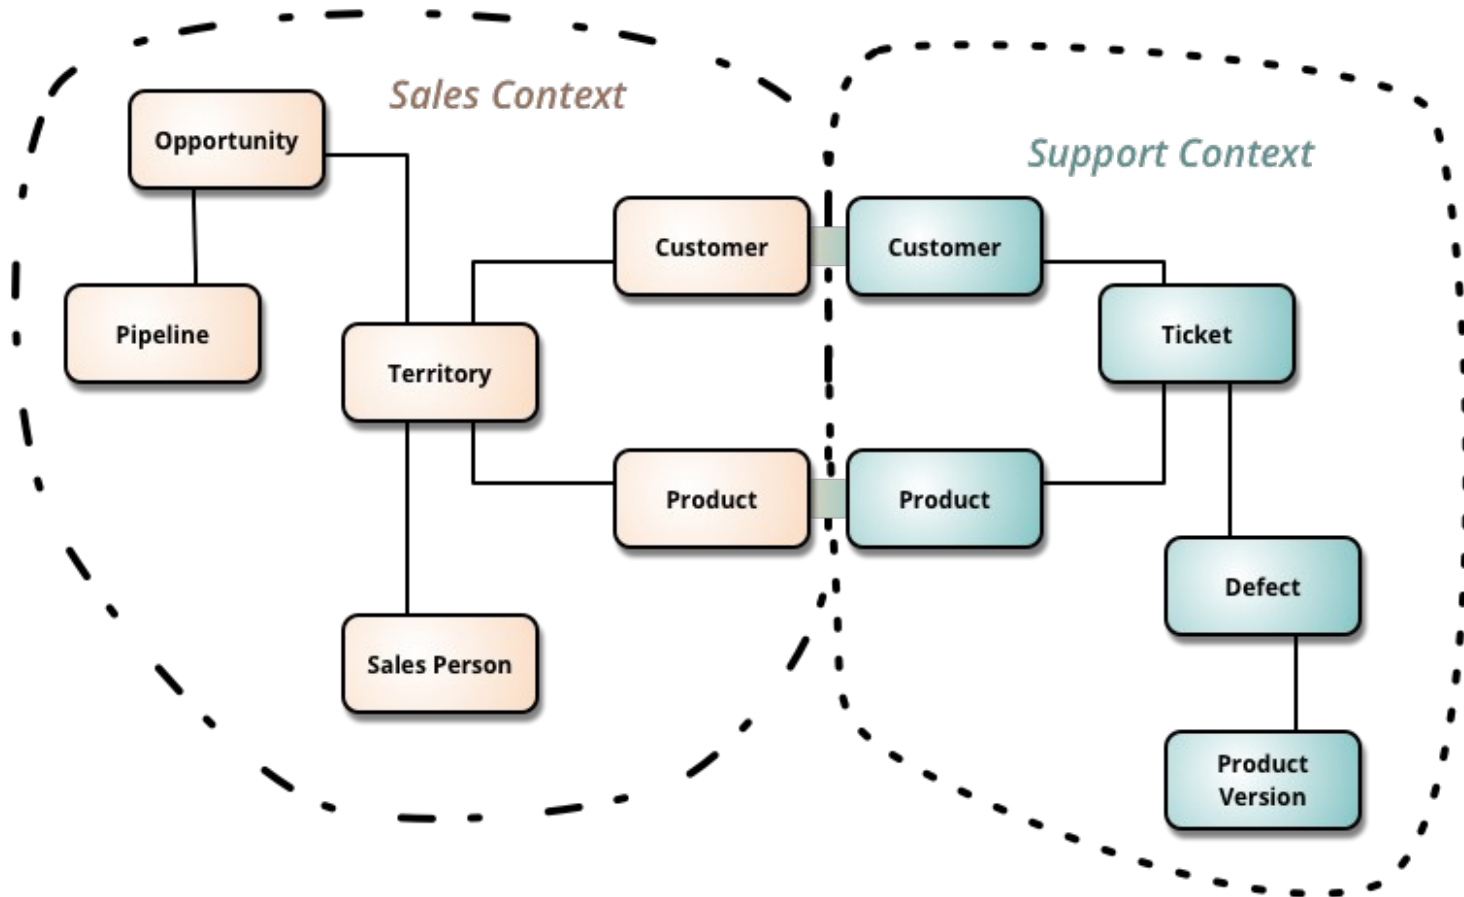 Sales Context
Support Context
Opportunity
Pipeline
Territory
Customer
Customer
Ticket
Product
Product
Sales Person
Defect
Product
Version